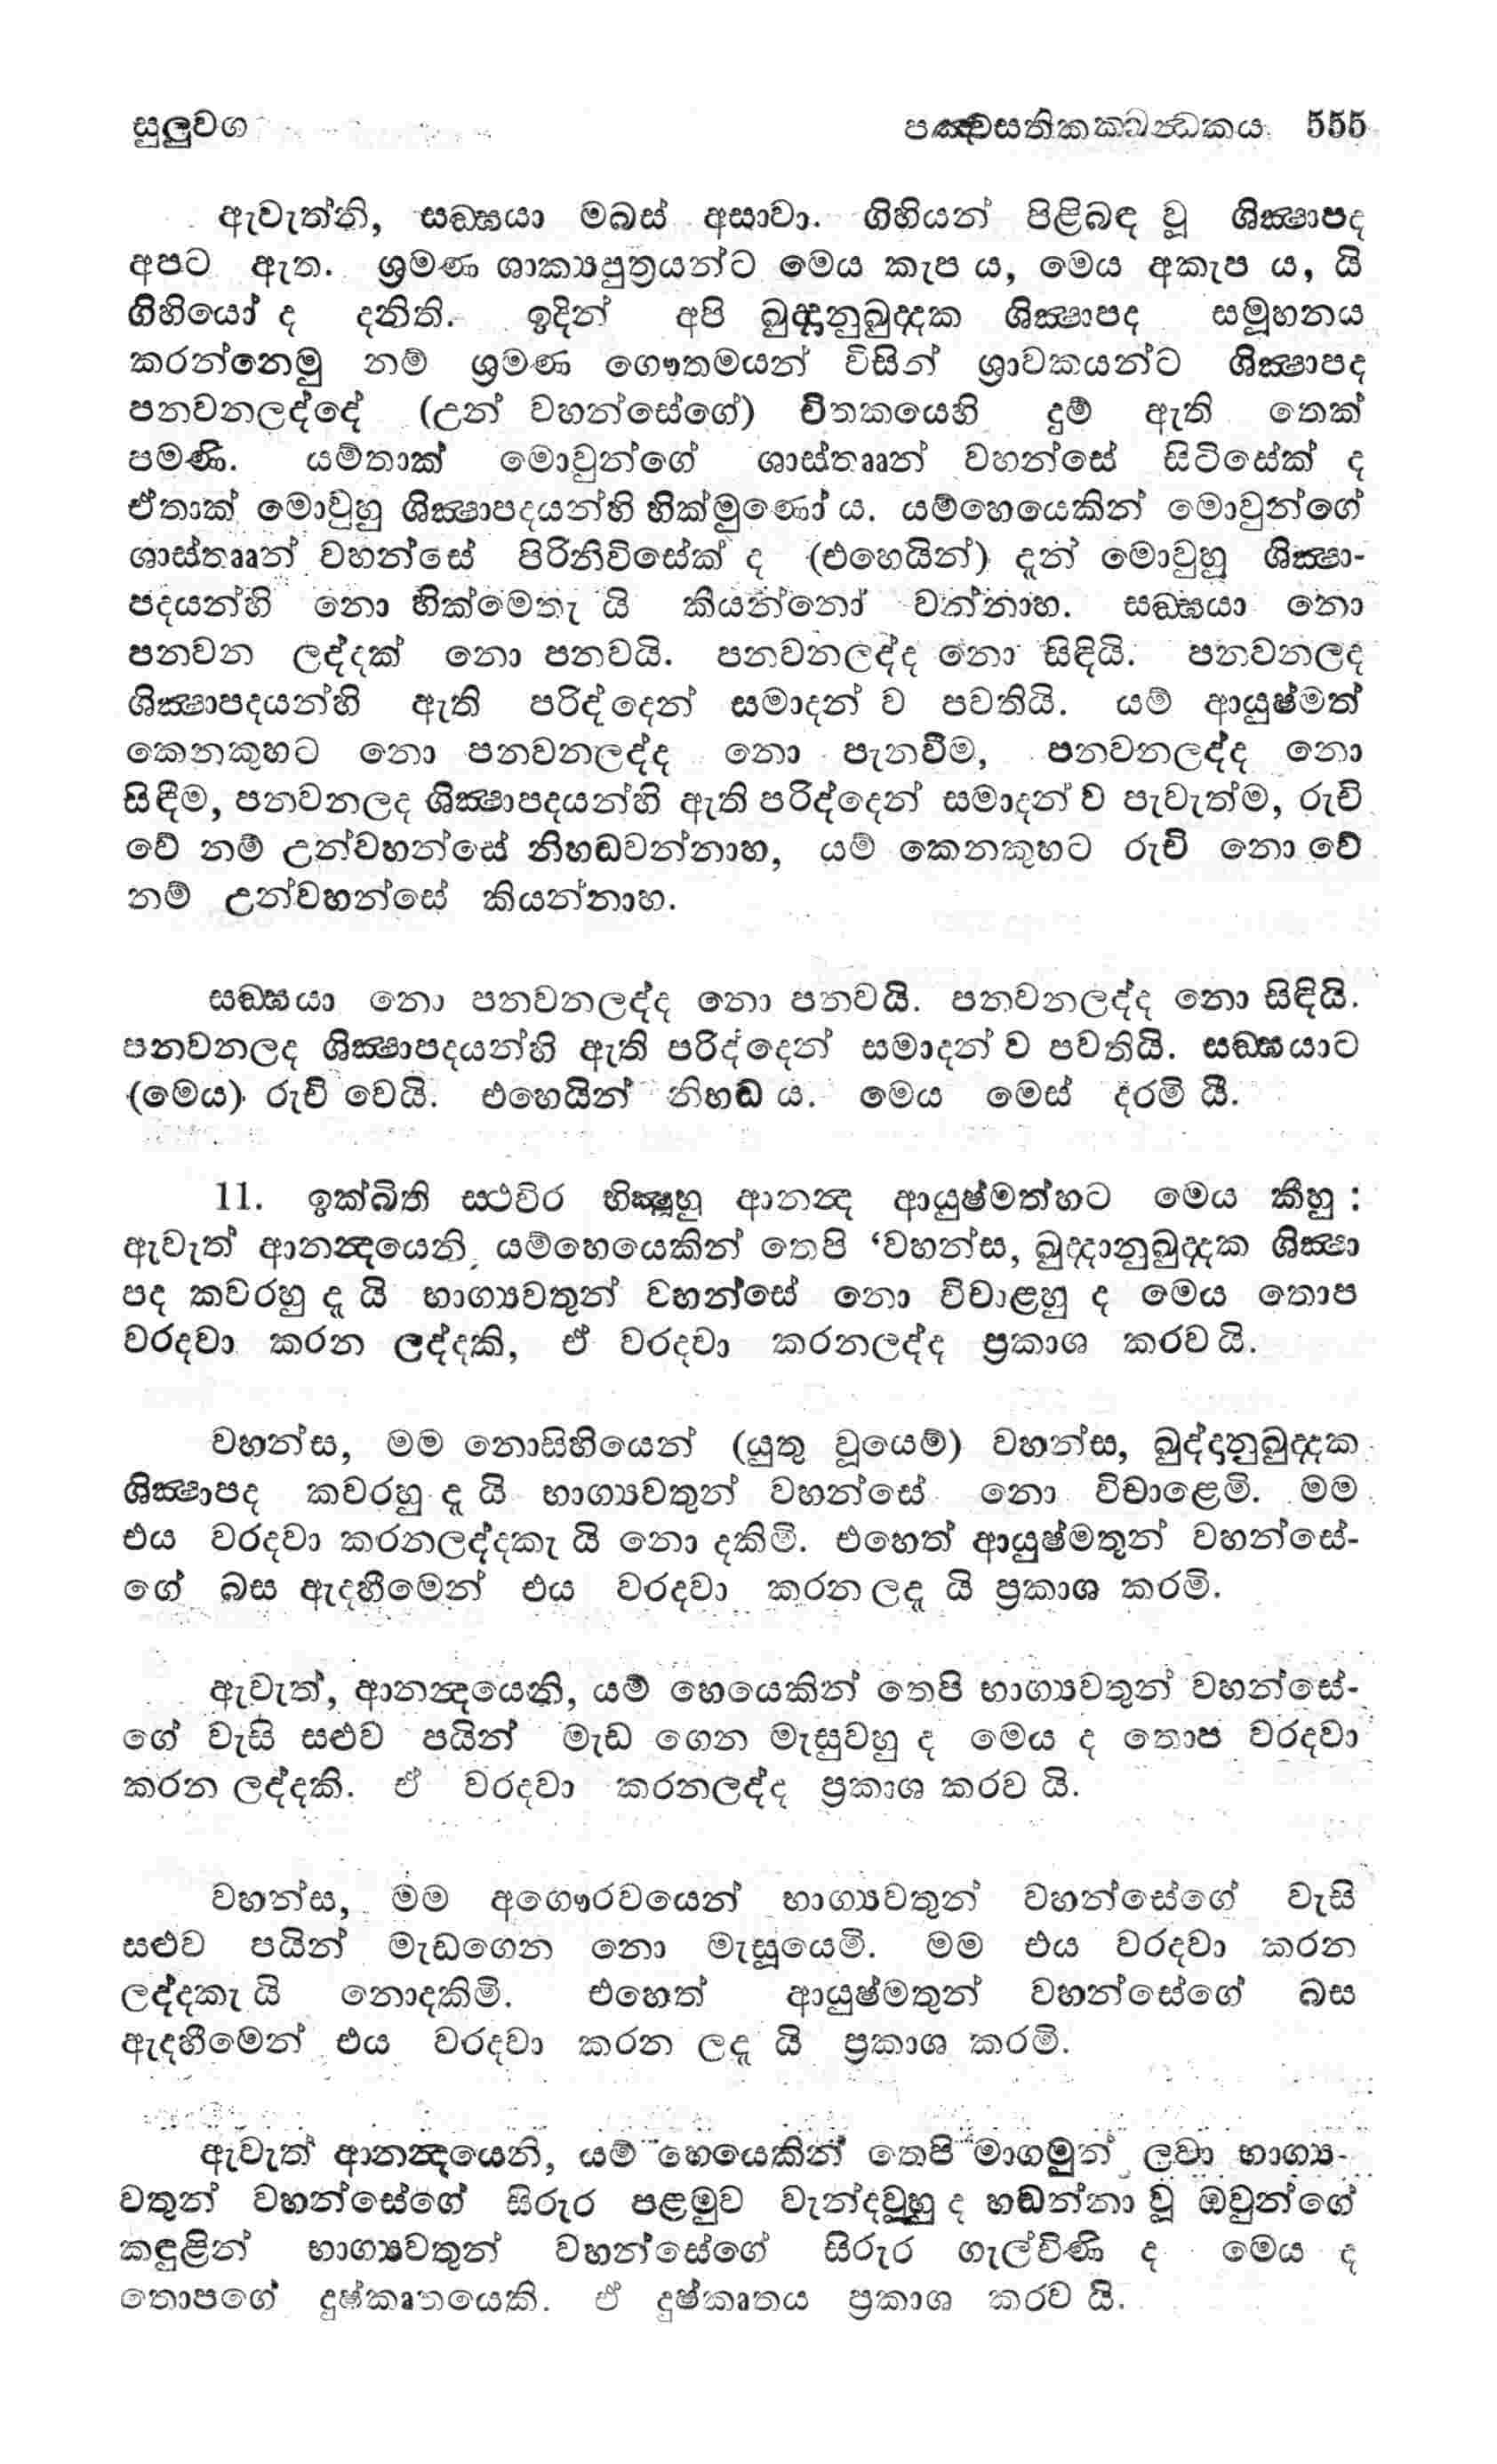 සුලුවග පඤ්චසතිකක්ඛන්ධකය 555
ඇවැත්නි, සඞ්ඝයා මබස් අසාවා. ගිහියන් පිළිබඳ වූ ශික්‍ෂාපද
අපට ඇත. ශ්‍රමණ ශාක්‍යපුත්‍රයන්ට මෙය කැප ය, මෙය අකැප ය, යි
ගිහියෝ ද දනිති. ඉදින් අපි ඛුද්‍දානුඛුද්‍දක ශික්‍ෂාපද සමූහනය
කරන්නෙමු නම් ශ්‍රමණ ගෞතමයන් විසින් ශ්‍රාවකයන්ට ශික්‍ෂාපද
පනවනලද්දේ (උන් වහන්සේගේ) චිතකයෙහි දුම් ඇති තෙක්
පමණි. යම්තාක් මොවුන්ගේ ශාස්තෲන් වහන්සේ සිටිසේක් ද
ඒතාක් මොවුහු ශික්‍ෂාපදයන්හි හික්මුණෝ ය. යම්හෙයෙකින් මොවුන්ගේ
ශාස්තෲන් වහන්සේ පිරිනිවිසේක් ද (එහෙයින්) දැන් මොවුහු ශික්‍ෂා-
පදයන්හි නො හික්මෙතැ යි කියන්නෝ වන්නාහ. සඞ්ඝයා නො
පනවන ලද්දක් නො පනවයි. පනවනලද්ද නො සිඳියි. පනවනලද
ශික්‍ෂාපදයන්හි ඇති පරිද්දෙන් සමාදන් ව පවතියි. යම් ආයුෂ්මත්
කෙනකුහට නො පනවනලද්ද නො පැනවීම, පනවනලද්ද නො
සිඳීම, පනවනලද ශික්‍ෂාපදයන්හි ඇති පරිද්දෙන් සමාදන් ව පැවැත්ම, රුචි
වේ නම් උන්වහන්සේ නිහඬවන්නාහ, යම් කෙනකුහට රුචි නො වේ
නම් උන්වහන්සේ කියන්නාහ.
සඞ්ඝයා නො පනවනලද්ද නො පනවයි. පනවනලද්ද නො සිඳියි.
පනවනලද ශික්‍ෂාපදයන්හි ඇති පරිද්දෙන් සමාදන් ව පවතියි. සඞ්ඝයාට
(මෙය) රුචි වෙයි. එහෙයින් නිහඬ ය. මෙය මෙසේ දරමි යි.
11. ඉක්බිති ස්ථවිර භික්‍ෂූහු ආනන්‍ද ආයුෂ්මත්හට මෙය කීහු :
ඇවැත් ආනන්‍දයෙනි, යම්හෙයෙකින් තෙපි ‘වහන්ස, ඛුද්‍දානුඛුද්‍දක ශික්‍ෂා
පද කවරහු දැ යි භාග්‍යවතුන් වහන්සේ නො විචාළහු ද මෙය තොප
වරදවා කරන ලද්දකි, ඒ වරදවා කරනලද්ද ප්‍රකාශ කරව යි.
වහන්ස, මම නොසිහියෙන් (යුතු වූයෙම්) වහන්ස, ඛුද්දානුඛුද්‍දක
ශික්‍ෂාපද කවරහු දැ යි භාග්‍යවතුන් වහන්සේ නො විචාළෙමි. මම
එය වරදවා කරනලද්දකැ යි නො දකිමි. එහෙත් ආයුෂ්මතුන් වහන්සේ-
ගේ බස ඇදහීමෙන් එය වරදවා කරන ලදැ යි ප්‍රකාශ කරමි.
ඇවැත්, ආනන්‍දයෙනි, යම් හෙයෙකින් තෙපි භාග්‍යවතුන් වහන්සේ-
ගේ වැසි සළුව පයින් මැඩ ගෙන මැසුවහු ද මෙය ද තොප වරදවා
කරන ලද්දකි. ඒ වරදවා කරනලද්ද ප්‍රකාශ කරව යි.
වහන්ස, මම අගෞරවයෙන් භාග්‍යවතුන් වහන්සේගේ වැසි
සළුව පයින් මැඩගෙන නො මැසූයෙමි. මම එය වරදවා කරන
ලද්දකැ යි නොදකිමි. එහෙත් ආයුෂ්මතුන් වහන්සේගේ බස
ඇදහීමෙන් එය වරදවා කරන ලදැ යි ප්‍රකාශ කරමි.
ඇවැත් ආනන්‍දයෙනි, යම් හෙයෙකින් තෙපි මාගමුන් ලවා භාග්‍ය-
වතුන් වහන්සේගේ සිරුර පළමුව වැන්දවූහු ද හඬන්නා වූ ඔවුන්ගේ
කඳුළින් භාග්‍යවතුන් වහන්සේගේ සිරුර ගැල්විණි ද මෙය ද
තොපගේ දුෂ්කෘතයෙකි. ඒ දුෂ්කෘතය ප්‍රකාශ කරව යි.